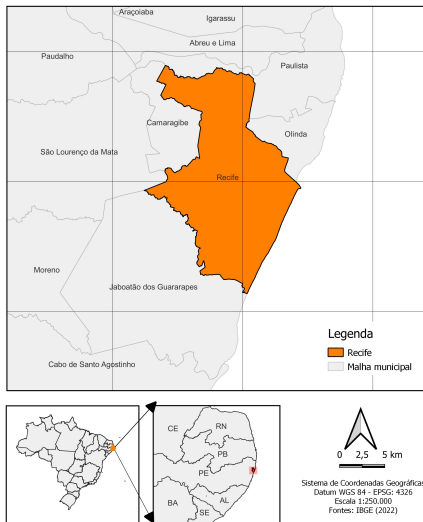 Araçoiaba
Igarassu
Abreu e Lima
Paudalho
Paulista
Camaragibe
Olinda
São Lourenço da Mata
Recife
Moreno
Jaboatão dos Guararapes
Cabo de Santo Agostinho
Legenda
Recife
Malha municipal
CE
RN
PB
PE
AL
BA
SE
0 2,5 5 km
Sistema de Coordenadas Geográficas
Datum WGS 84 - EPSG: 4326
Escala 1:250.000
Fontes: IBGE (2022)